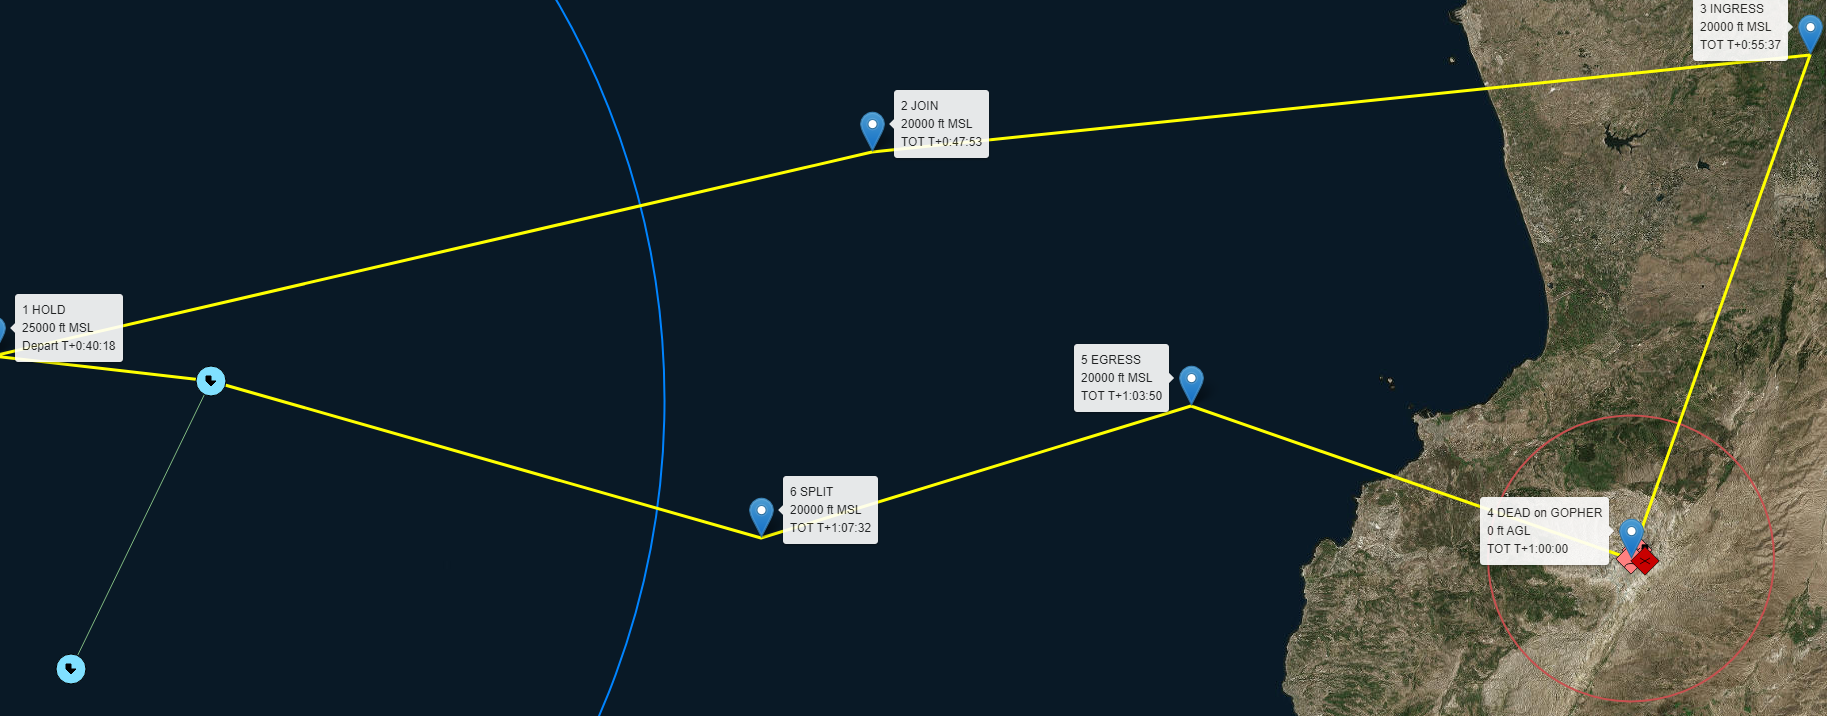 3 INGRESS
20000 ft MSL
TOT T+0:55:37
2 JOIN
20000 ft MSL
TOT T+0:47:53
1 HOLD
25000 ft MSL
Depart T+0:40:18
5 EGRESS
20000 ft MSL
TOT T+1:03:50
6 SPLIT
20000 ft MSL
TOT T+1:07:32
4 DEAD on GOPHER
0 ft AGL
TOT T+1:00:00